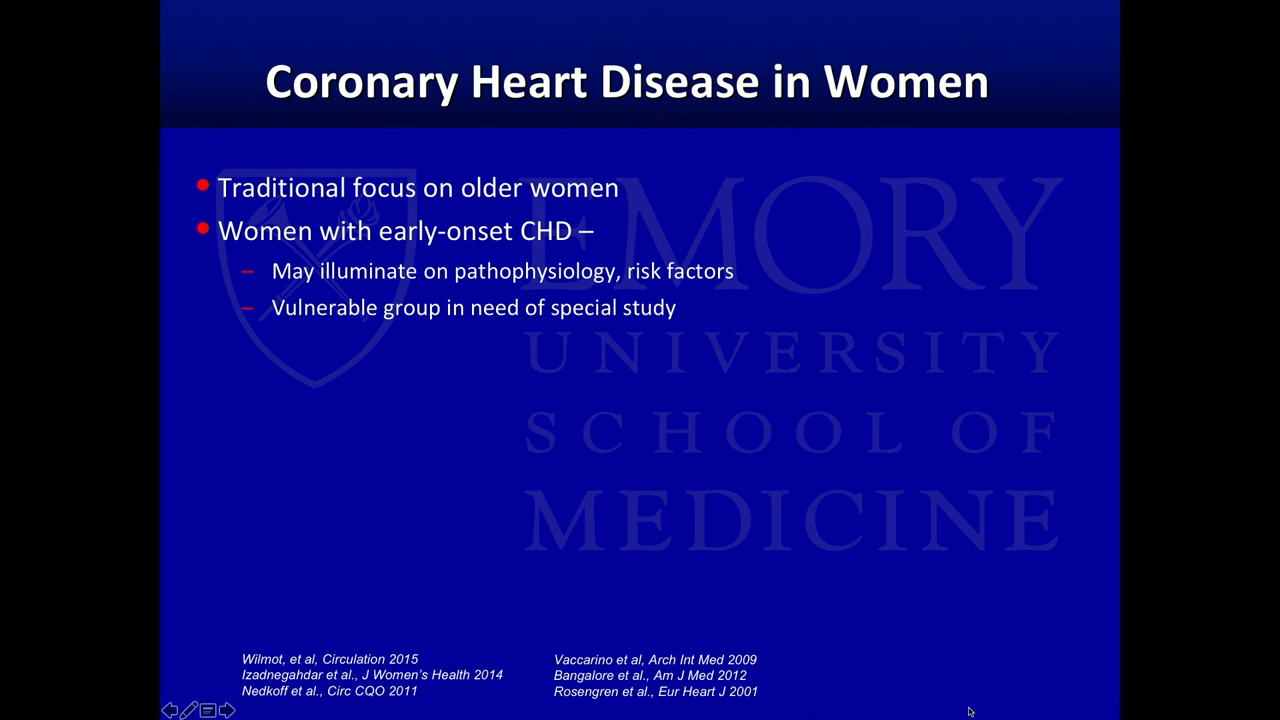 Coronary Heart Disease in Women
EMORY
UNIVERSITY
SCHOOL OF
MEDICINE
Traditional focus on older women
Women with early-onset CHD –
– May illuminate on pathophysiology, risk factors
– Vulnerable group in need of special study
Wilmot, et al, Circulation 2015
Izadnegahdar et al., J Women's Health 2014
Nedkoff et al., Circ CQO 2011
Vaccarino et al, Arch Int Med 2009
Bangalore et al., Am J Med 2012
Rosengren et al., Eur Heart J 2001